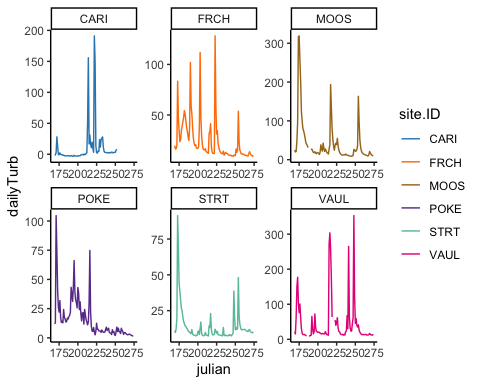 CARI FRCH MOOS
200
150
100
50
0
100
50
300
200
100
0
175200225250275 175200225250275 175200225250275
POKE STRT VAUL
100
75
50
25
0
75
50
25
300
200
100
0
175200225250275 175200225250275 175200225250275
dailyTurb
julian
site.ID
CARI
FRCH
MOOS
POKE
STRT
VAUL